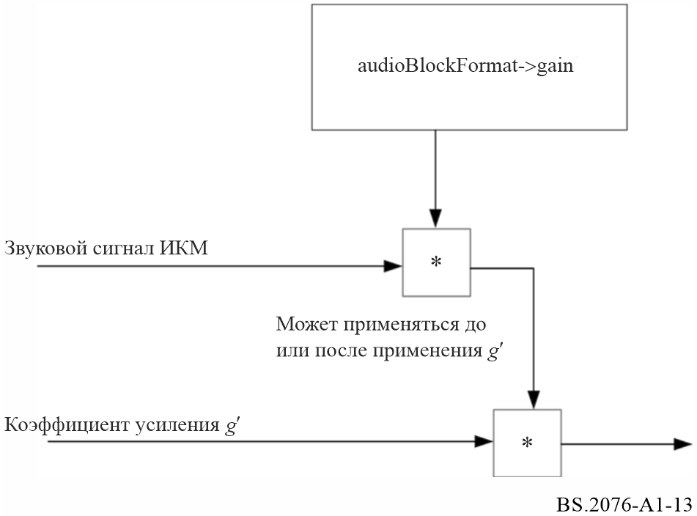 audioBlockFormat->gain
Звуковой сигнал ИКМ
*
Может применяться до
или после применения g′
Коэффициент усиления g′
*
BS.2076-A1-13